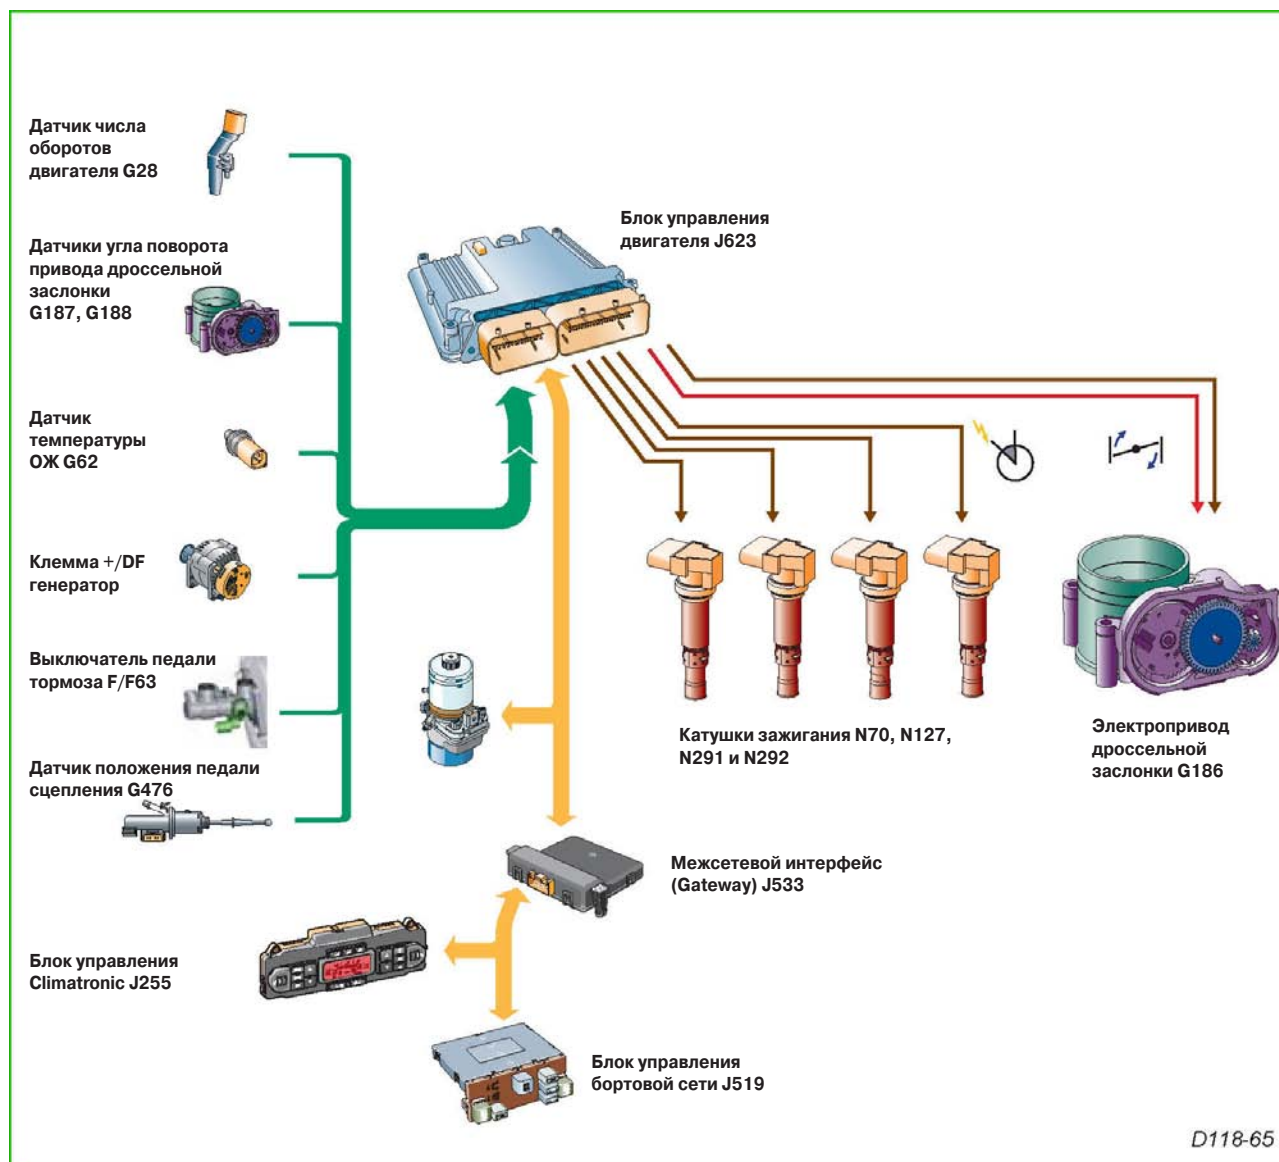 Датчик числа
оборотов
двигателя G28
Датчики угла поворота
привода дроссельной
заслонки
G187, G188
Датчик
температуры
ОЖ G62
Клемма +/DF
генератор
Выключатель педали
тормоза F/F63
Датчик положения педали
сцепления G476
Блок управления
двигателя J623
Катушки зажигания N70, N127,
N291 и N292
Электропривод
дроссельной
заслонки G186
Межсетевой интерфейс
(Gateway) J533
Блок управления
Climatronic J255
Блок управления
бортовой сети J519
D118-65